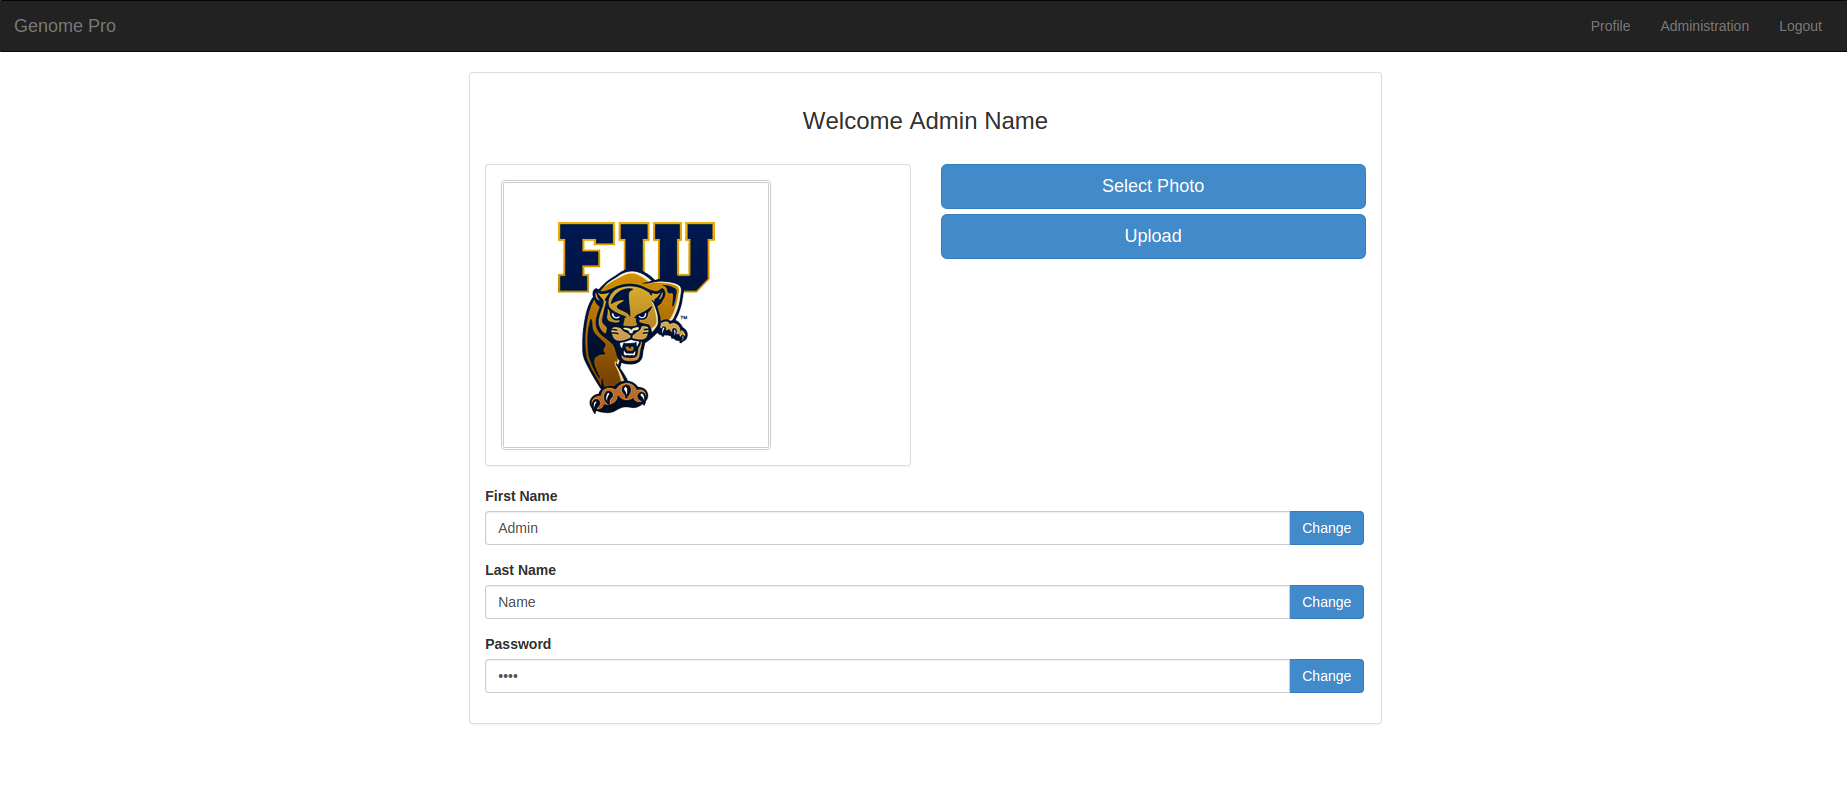 Genome Pro
Profile Administration Logout
Welcome Admin Name
FIU
™
Select Photo
Upload
First Name
Admin Change
Last Name
Name Change
Password
•••• Change